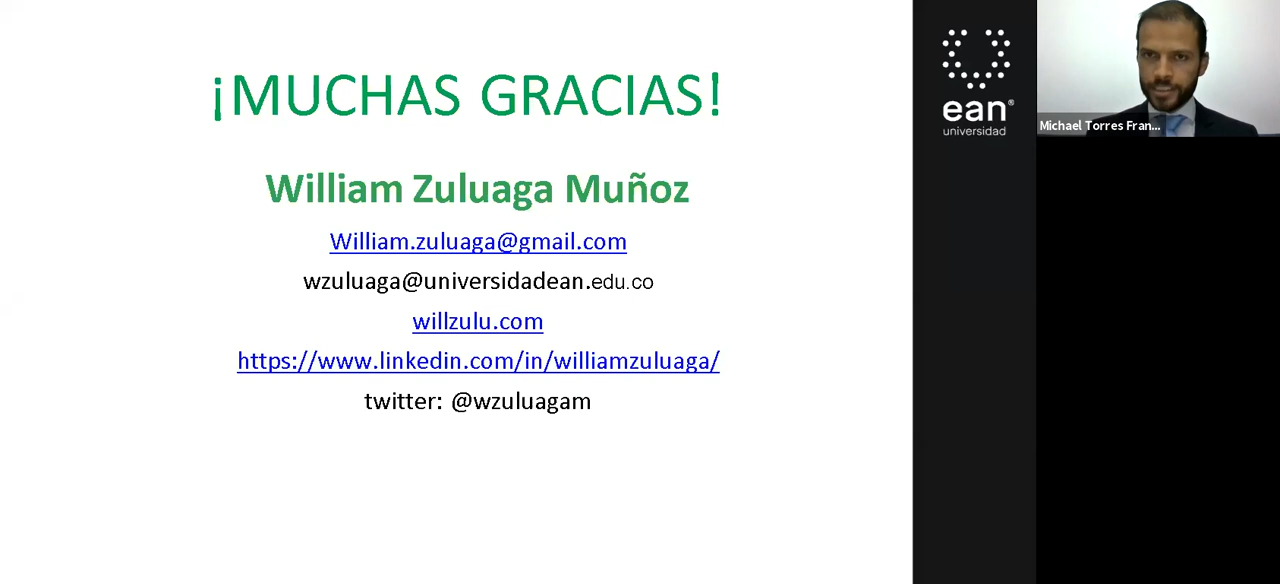 ¡MUCHAS GRACIAS!
William Zuluaga Muñoz
William.zuluaga@gmail.com
wzuluaga@universidadean.edu.co
willzulu.com
https://www.linkedin.com/in/williamzuluaga/
twitter: @wzuluagam
ean®
universidad
Michael Torres Fran...